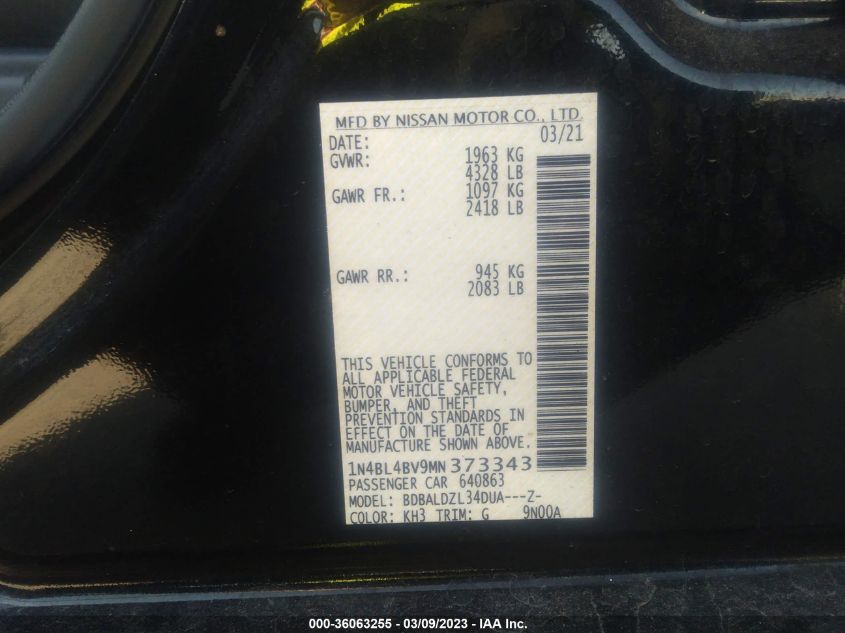 MFD BY NISSAN MOTOR CO., LTD.
DATE: 03/21
GVWR: 1963 KG
4328 LB
GAWR FR.: 1097 KG
2418 LB
GAWR RR.: 945 KG
2083 LB
THIS VEHICLE CONFORMS TO
ALL APPLICABLE FEDERAL
MOTOR VEHICLE SAFETY,
BUMPER, AND THEFT
PREVENTION STANDARDS IN
EFFECT ON THE DATE OF
MANUFACTURE SHOWN ABOVE.
1N4BL4BV9MN373343
PASSENGER CAR 640863
MODEL: BDBALDZL34DUA---Z-
COLOR: KH3 TRIM: G 9N00A
000-36063255 - 03/09/2023 - IAA Inc.